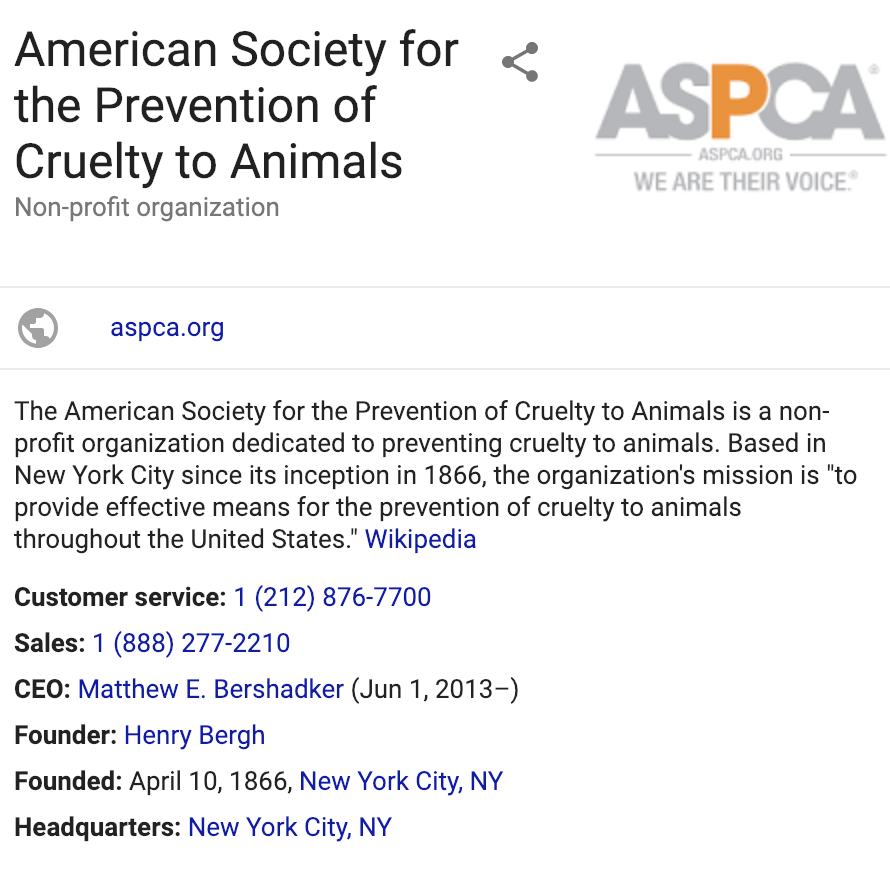 American Society for
the Prevention of
Cruelty to Animals
Non-profit organization
ASPCA®
ASPCA.ORG
WE ARE THEIR VOICE.®
aspca.org
The American Society for the Prevention of Cruelty to Animals is a non-
profit organization dedicated to preventing cruelty to animals. Based in
New York City since its inception in 1866, the organization's mission is "to
provide effective means for the prevention of cruelty to animals
throughout the United States." Wikipedia
Customer service: 1 (212) 876-7700
Sales: 1 (888) 277-2210
CEO: Matthew E. Bershadker (Jun 1, 2013–)
Founder: Henry Bergh
Founded: April 10, 1866, New York City, NY
Headquarters: New York City, NY